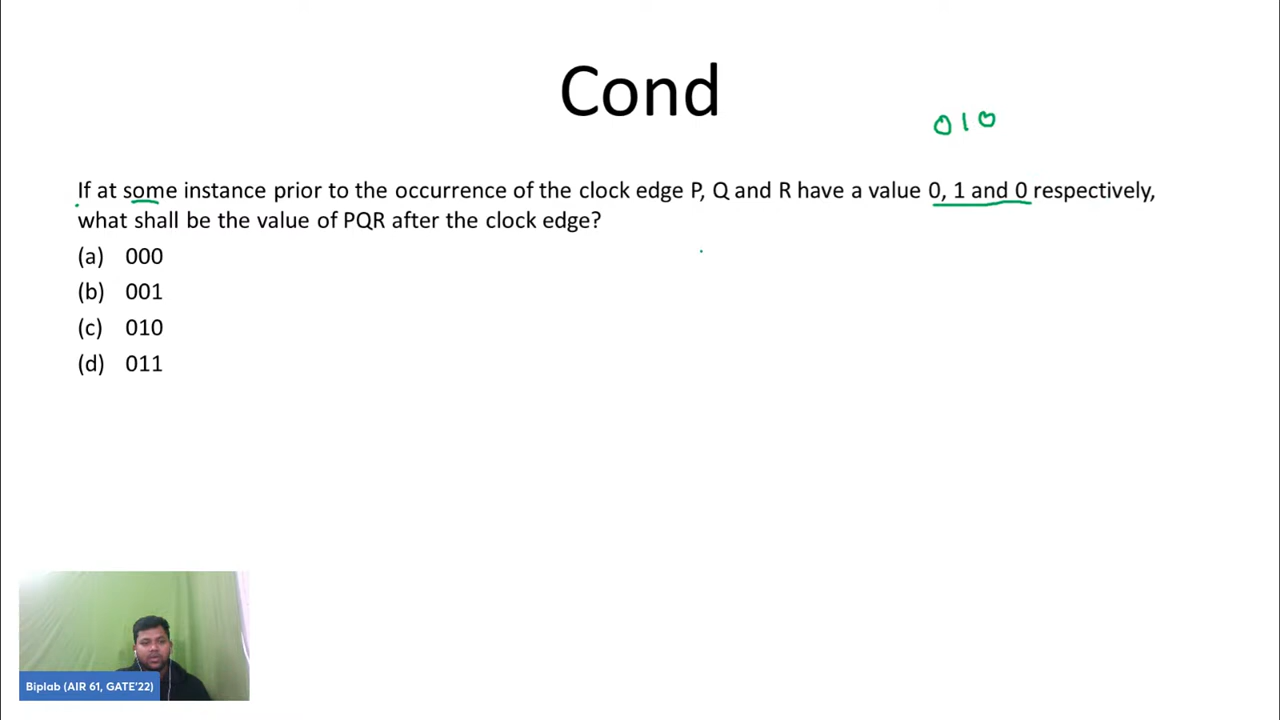 Cond
010
If at some instance prior to the occurrence of the clock edge P, Q and R have a value 0, 1 and 0 respectively,
what shall be the value of PQR after the clock edge?
(a) 000
(b) 001
(c) 010
(d) 011
Biplab (AIR 61, GATE'22)